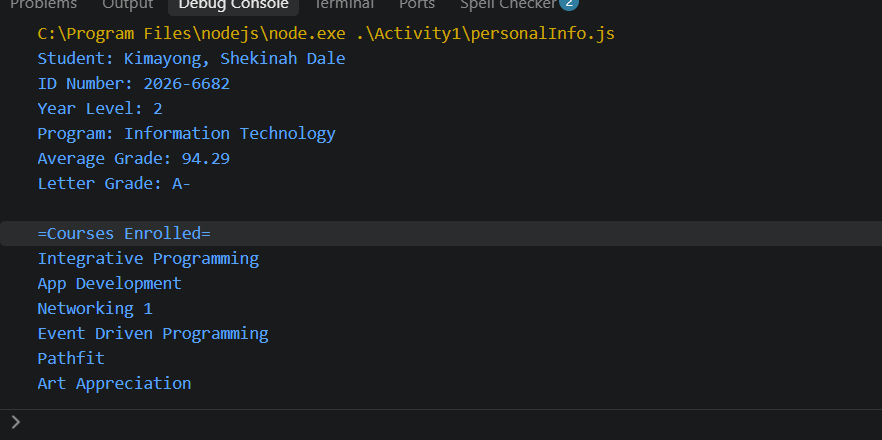 Problems Output Debug Console Terminal Ports Spell Checker 2
C:\Program Files\nodejs\node.exe .\Activity1\personalInfo.js
Student: Kimayong, Shekinah Dale
ID Number: 2026-6682
Year Level: 2
Program: Information Technology
Average Grade: 94.29
Letter Grade: A-
=Courses Enrolled=
Integrative Programming
App Development
Networking 1
Event Driven Programming
Pathfit
Art Appreciation
>